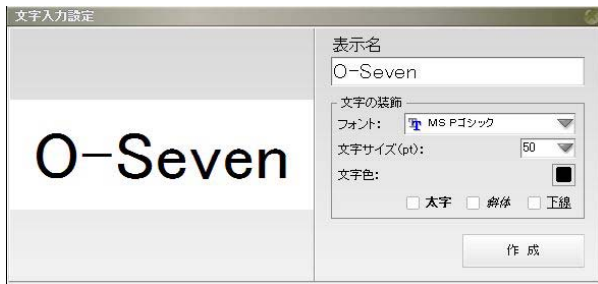 文字入力設定
O-Seven
表示名
O-Seven
文字の装飾
フォント: MS Pゴシック
文字サイズ(pt): 50
文字色:
太字 斜体 下線
作成